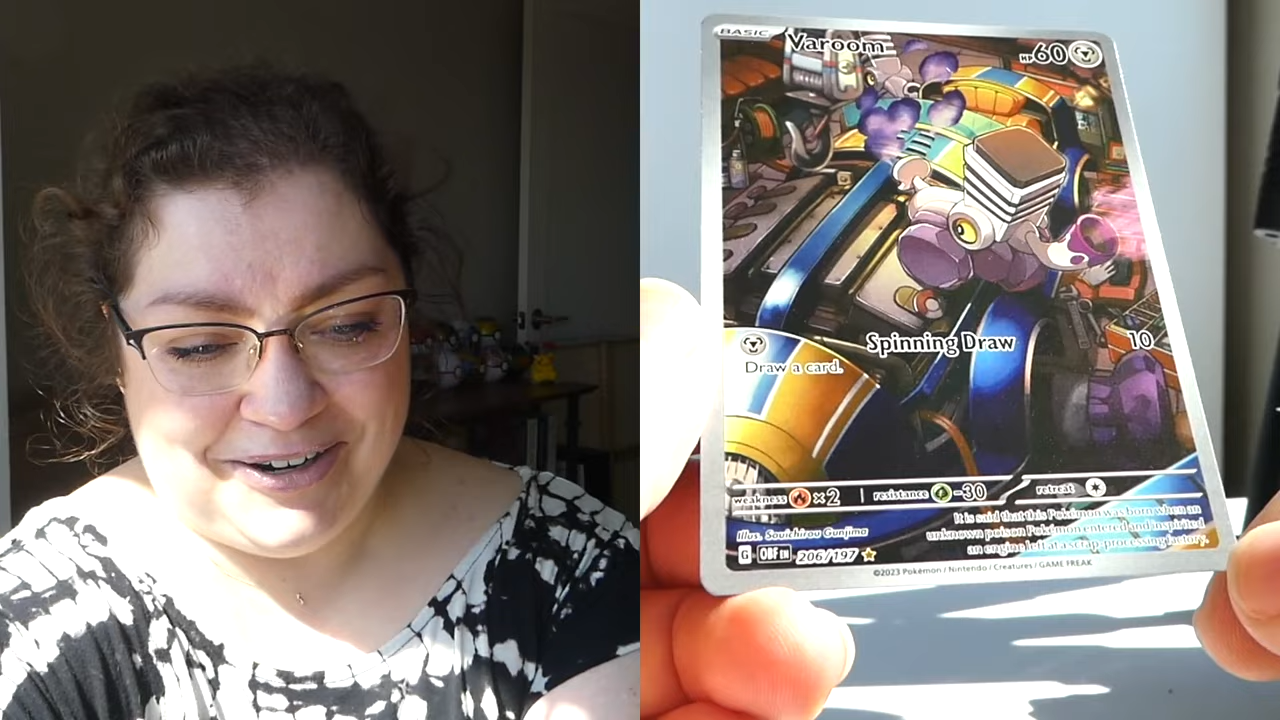 BASIC Varoom HP60
Spinning Draw 10
Draw a card.
weakness ×2 resistance -30 retreat
It is said that this Pokémon was born when an
unknown poison Pokémon entered and inspirited
an engine left at a scrap-processing factory.
Illus. Souichirou Gunjima
G OBF EN 206/197
©2023 Pokémon / Nintendo / Creatures / GAME FREAK